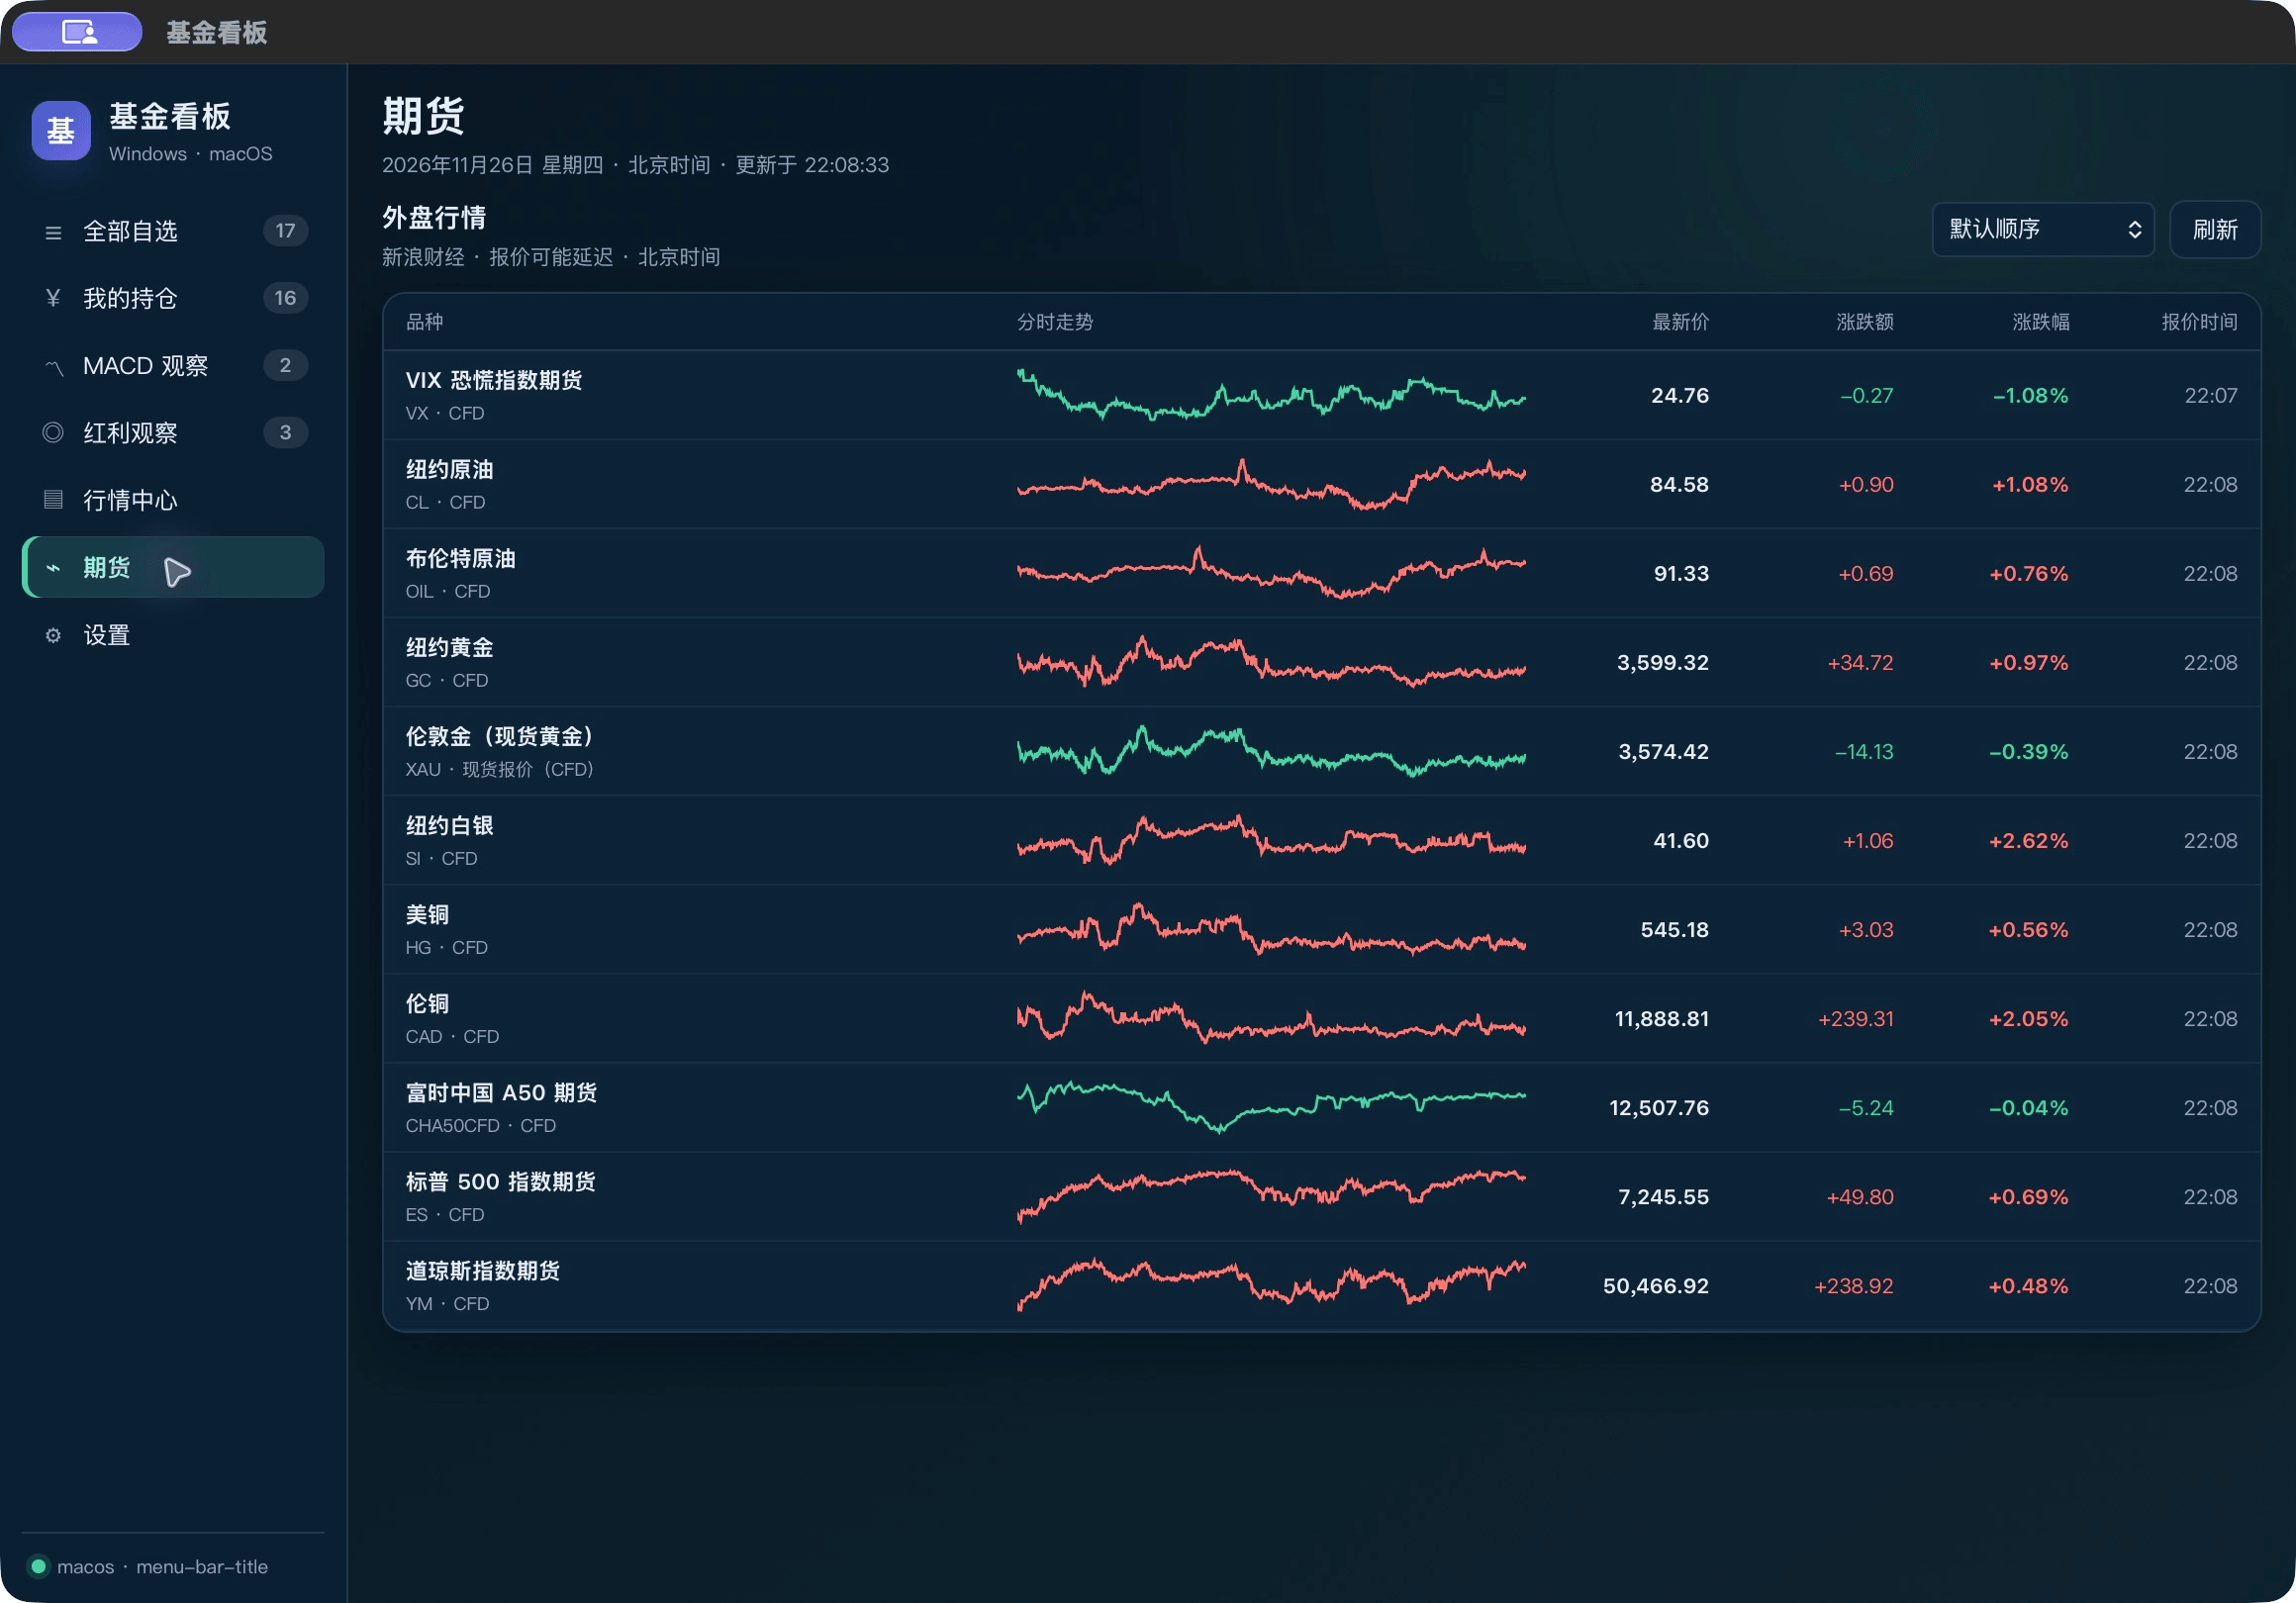 基金看板
基
基金看板
Windows · macOS
全部自选 17
¥ 我的持仓 16
MACD 观察 2
红利观察 3
行情中心
期货
设置
macos · menu-bar-title
期货
2026年11月26日 星期四 · 北京时间 · 更新于 22:08:33
外盘行情
新浪财经 · 报价可能延迟 · 北京时间
默认顺序 刷新
品种 分时走势 最新价 涨跌额 涨跌幅 报价时间
VIX 恐慌指数期货
VX · CFD
24.76 −0.27 −1.08% 22:07
纽约原油
CL · CFD
84.58 +0.90 +1.08% 22:08
布伦特原油
OIL · CFD
91.33 +0.69 +0.76% 22:08
纽约黄金
GC · CFD
3,599.32 +34.72 +0.97% 22:08
伦敦金（现货黄金）
XAU · 现货报价（CFD）
3,574.42 −14.13 −0.39% 22:08
纽约白银
SI · CFD
41.60 +1.06 +2.62% 22:08
美铜
HG · CFD
545.18 +3.03 +0.56% 22:08
伦铜
CAD · CFD
11,888.81 +239.31 +2.05% 22:08
富时中国 A50 期货
CHA50CFD · CFD
12,507.76 −5.24 −0.04% 22:08
标普 500 指数期货
ES · CFD
7,245.55 +49.80 +0.69% 22:08
道琼斯指数期货
YM · CFD
50,466.92 +238.92 +0.48% 22:08